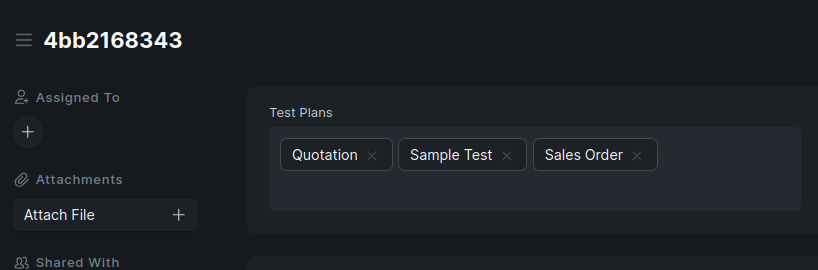 4bb2168343
Assigned To
Attachments
Attach File
Shared With
Test Plans
Quotation Sample Test Sales Order